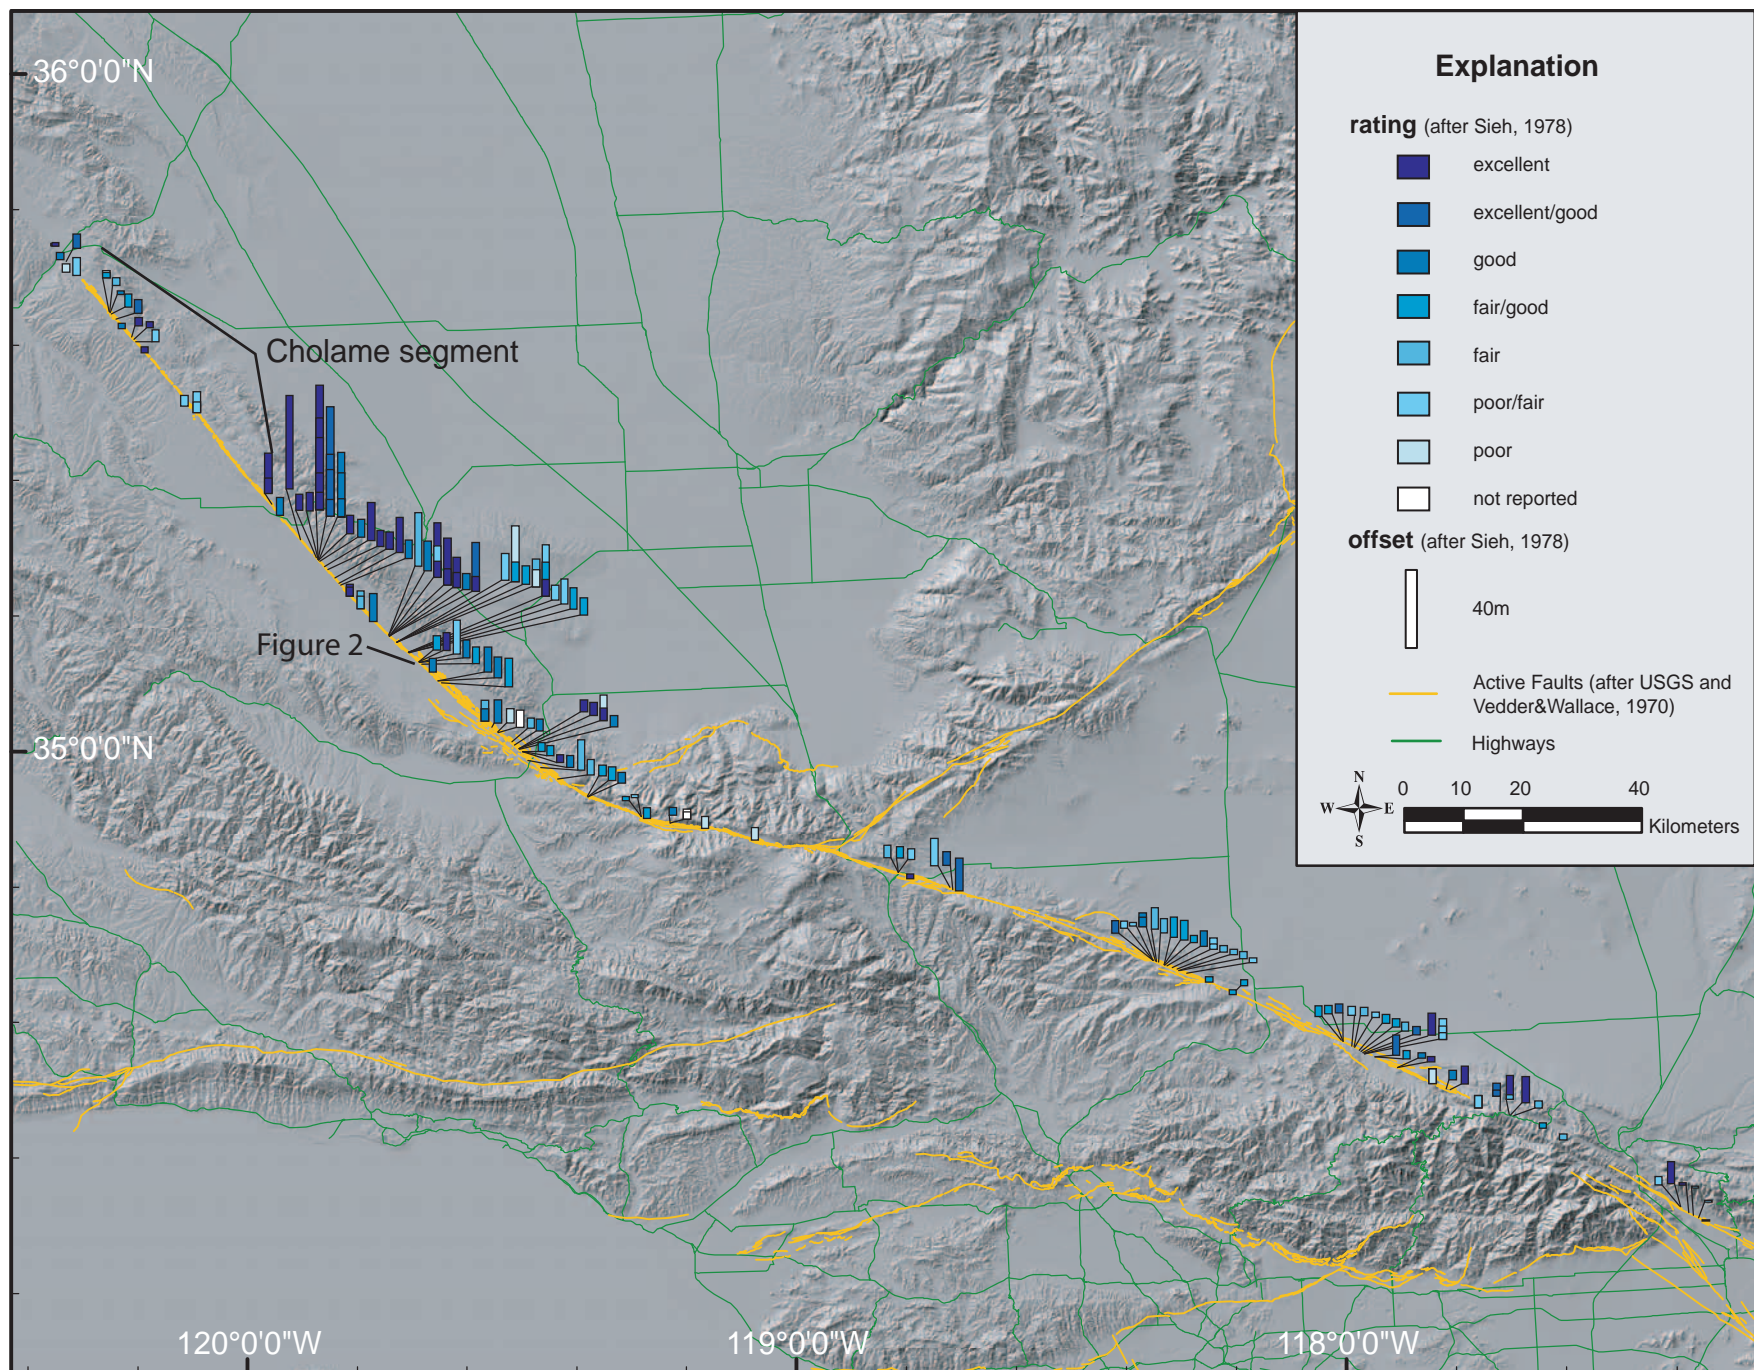 36°0'0"N
Cholame segment
Figure 2
35°0'0"N
120°0'0"W
119°0'0"W
118°0'0"W
Explanation
rating (after Sieh, 1978)
excellent
excellent/good
good
fair/good
fair
poor/fair
poor
not reported
offset (after Sieh, 1978)
40m
Active Faults (after USGS and
Vedder&Wallace, 1970)
Highways
N
W E
S
0 10 20 40
Kilometers